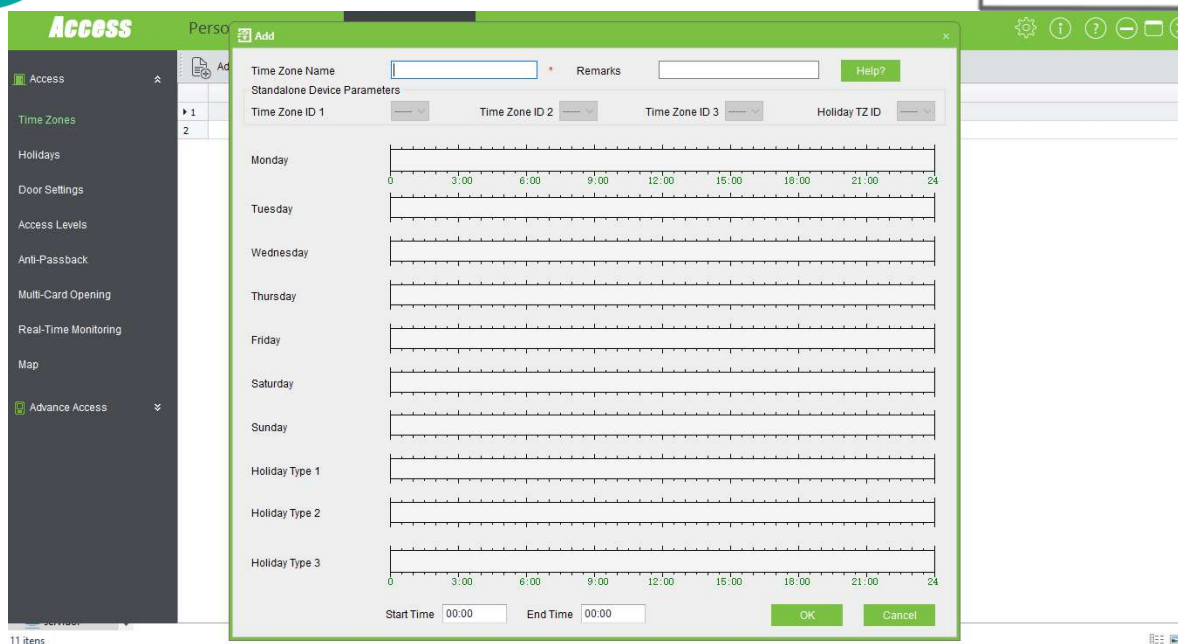 Access
Perso
Add
×
Access
Time Zones
Holidays
Door Settings
Access Levels
Anti-Passback
Multi-Card Opening
Real-Time Monitoring
Map
Advance Access
Ad
1
2
Time Zone Name * Remarks Help?
Standalone Device Parameters
Time Zone ID 1 ----- Time Zone ID 2 ----- Time Zone ID 3 ----- Holiday TZ ID -----
Monday
0 3:00 6:00 9:00 12:00 15:00 18:00 21:00 24
Tuesday
Wednesday
Thursday
Friday
Saturday
Sunday
Holiday Type 1
Holiday Type 2
Holiday Type 3
0 3:00 6:00 9:00 12:00 15:00 18:00 21:00 24
Start Time 00:00 End Time 00:00 OK Cancel
11 itens